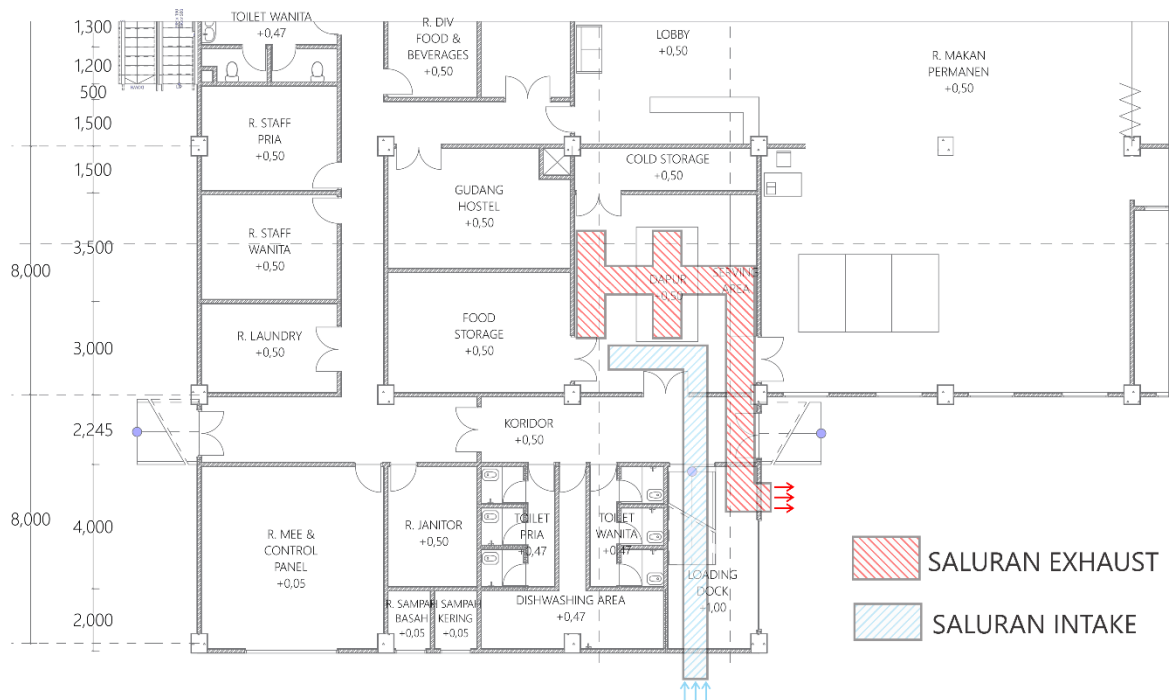 1,300
1,200
500
1,500
1,500
3,500
8,000
3,000
2,245
8,000
4,000
2,000
TOILET WANITA
+0,47
R. DIV
FOOD &
BEVERAGES
+0,50
LOBBY
+0,50
R. MAKAN
PERMANEN
+0,50
R. STAFF
PRIA
+0,50
COLD STORAGE
+0,50
GUDANG
HOSTEL
+0,50
R. STAFF
WANITA
+0,50
DAPUR
+0,50
SERVING
AREA
R. LAUNDRY
+0,50
FOOD
STORAGE
+0,50
KORIDOR
+0,50
R. MEE &
CONTROL
PANEL
+0,05
R. JANITOR
+0,50
TOILET
PRIA
+0,47
TOILET
WANITA
+0,47
LOADING
DOCK
+1,00
R. SAMPAH
BASAH
+0,05
SAMPAH
KERING
+0,05
DISHWASHING AREA
+0,47
SALURAN EXHAUST
SALURAN INTAKE